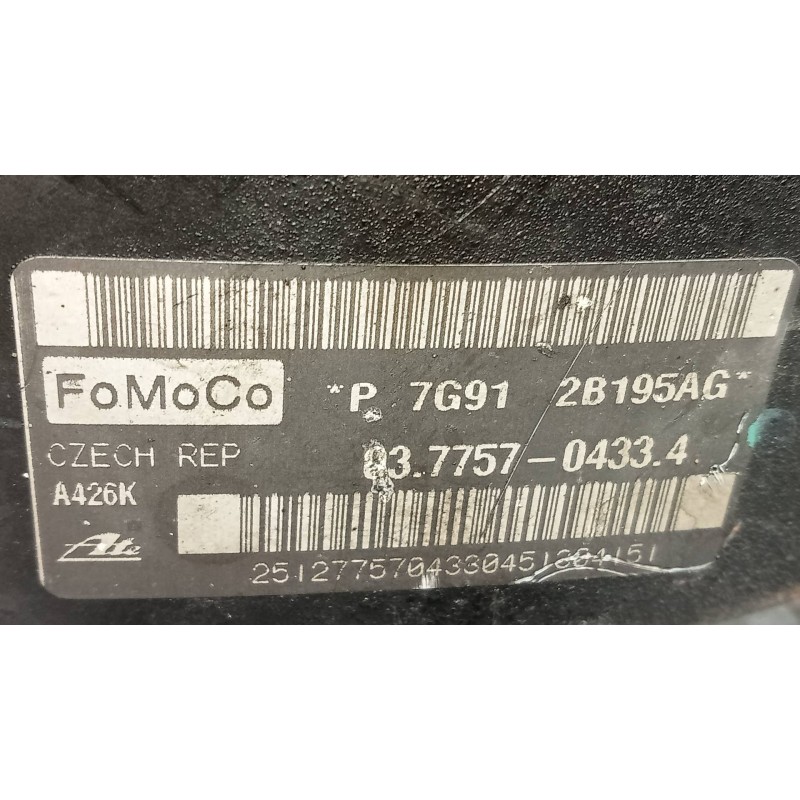 FoMoCo *P 7G91 2B195AG*
CZECH REP 03.7757-0433.4
A426K
Ate